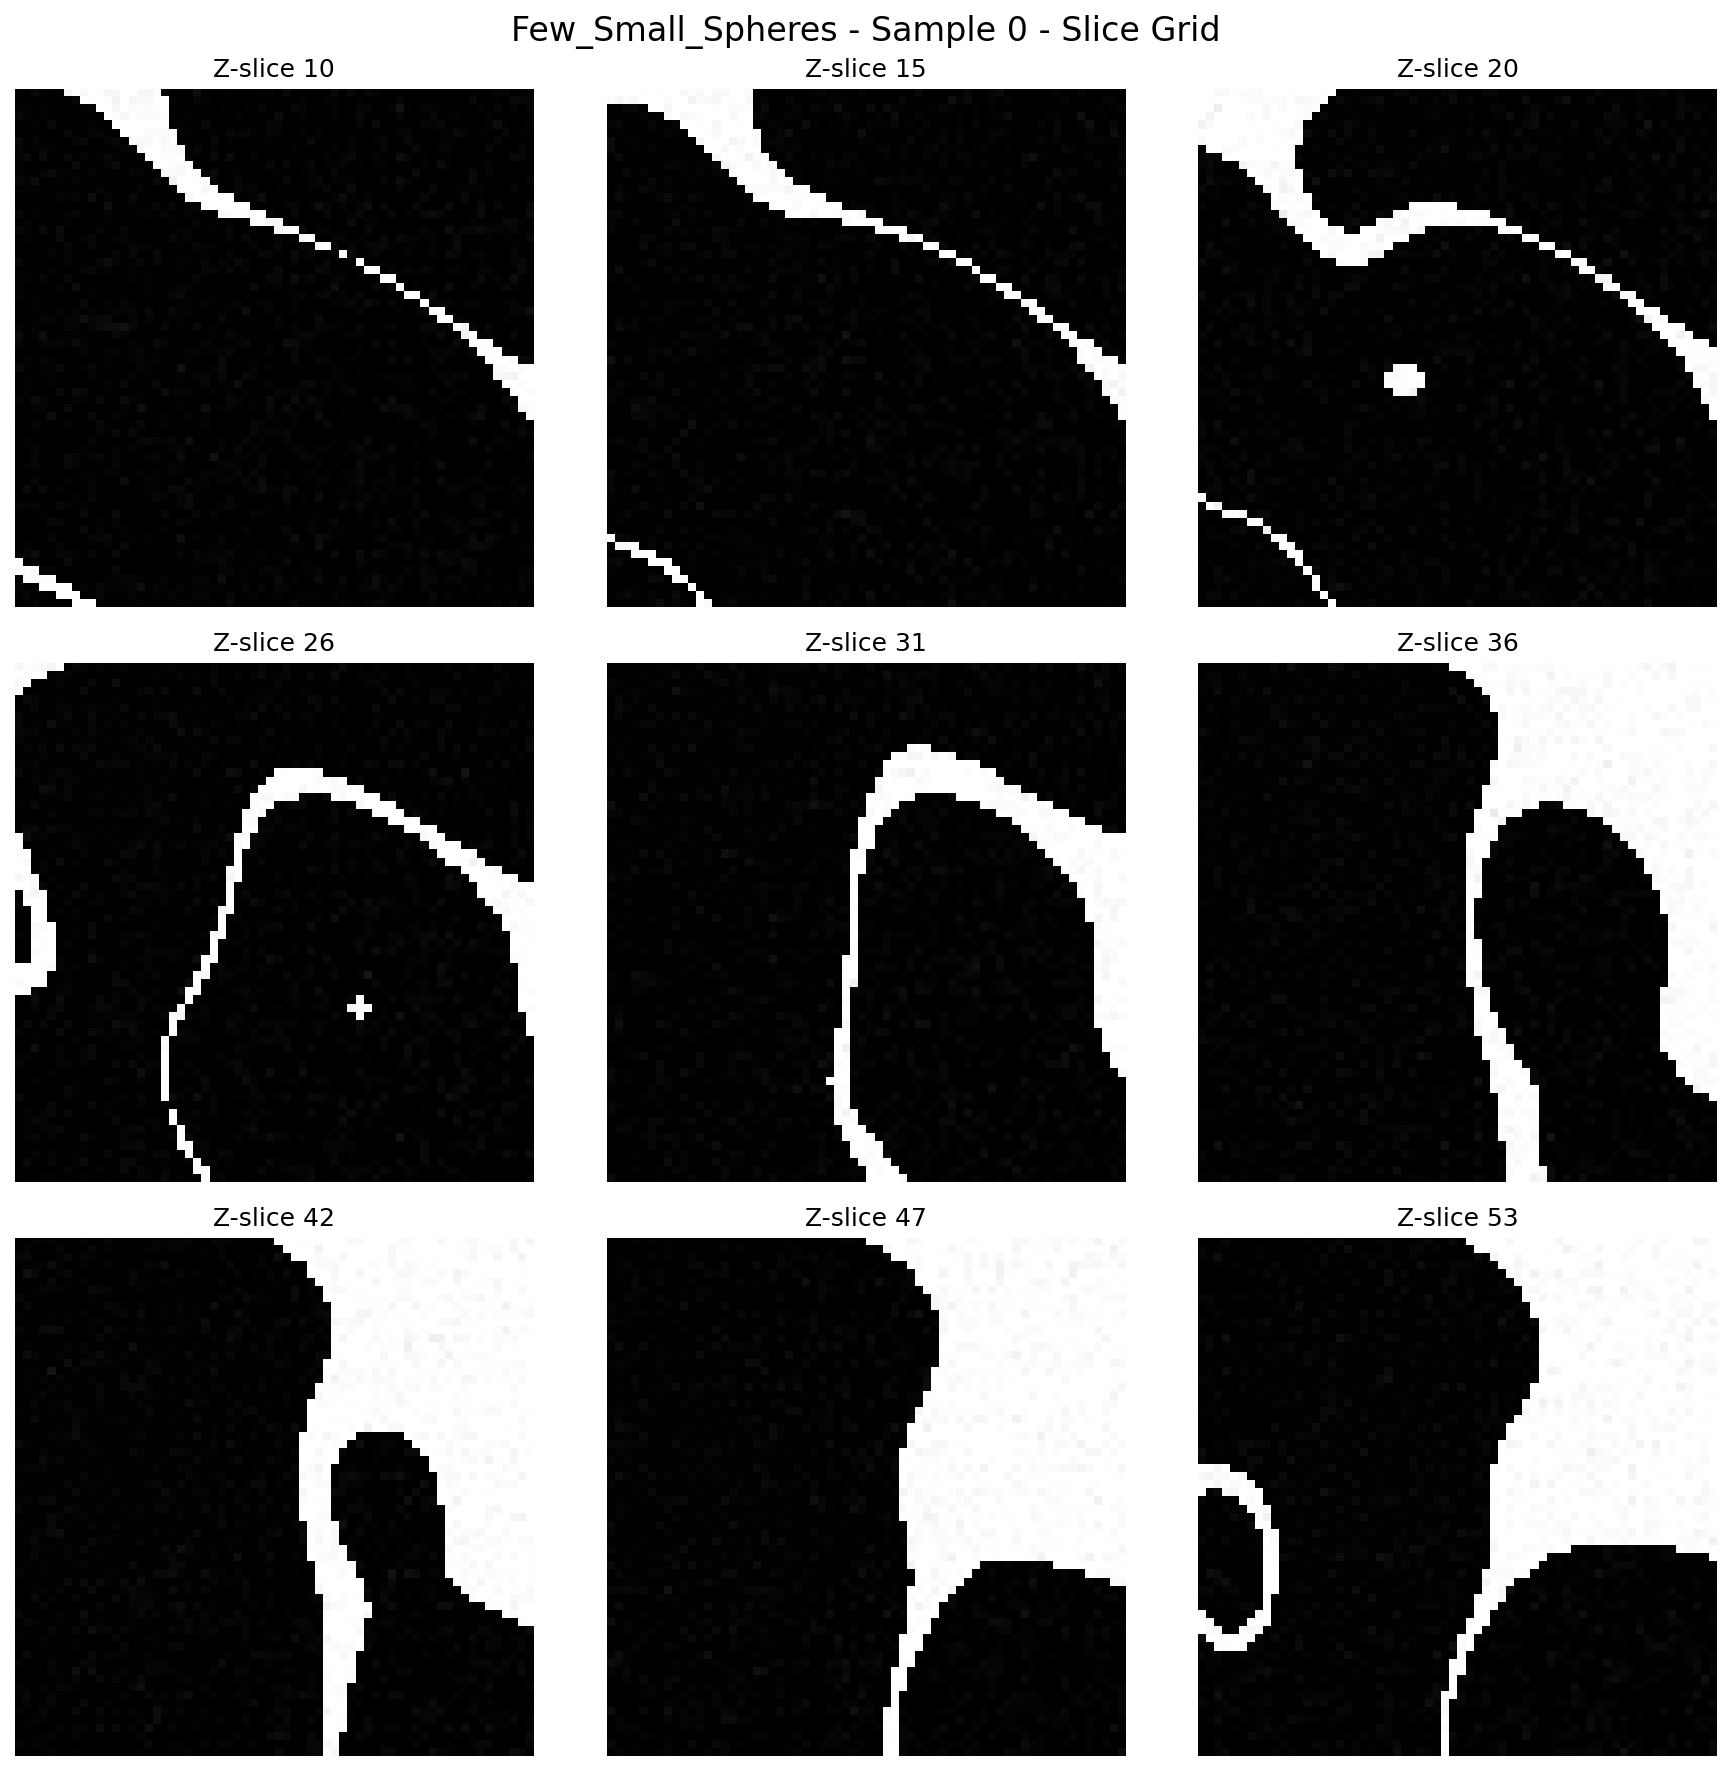 Few_Small_Spheres - Sample 0 - Slice Grid
Z-slice 10
Z-slice 15
Z-slice 20
Z-slice 26
Z-slice 31
Z-slice 36
Z-slice 42
Z-slice 47
Z-slice 53